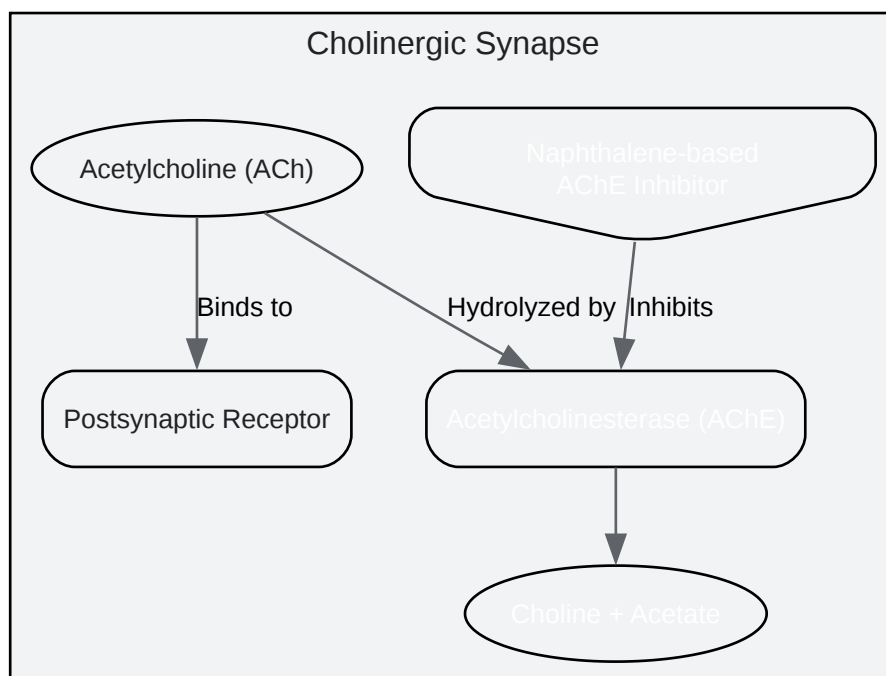 Cholinergic Synapse
Acetylcholine (ACh)
Naphthalene-based
AChE Inhibitor
Binds to
Hydrolyzed by
Inhibits
Postsynaptic Receptor
Acetylcholinesterase (AChE)
Choline + Acetate